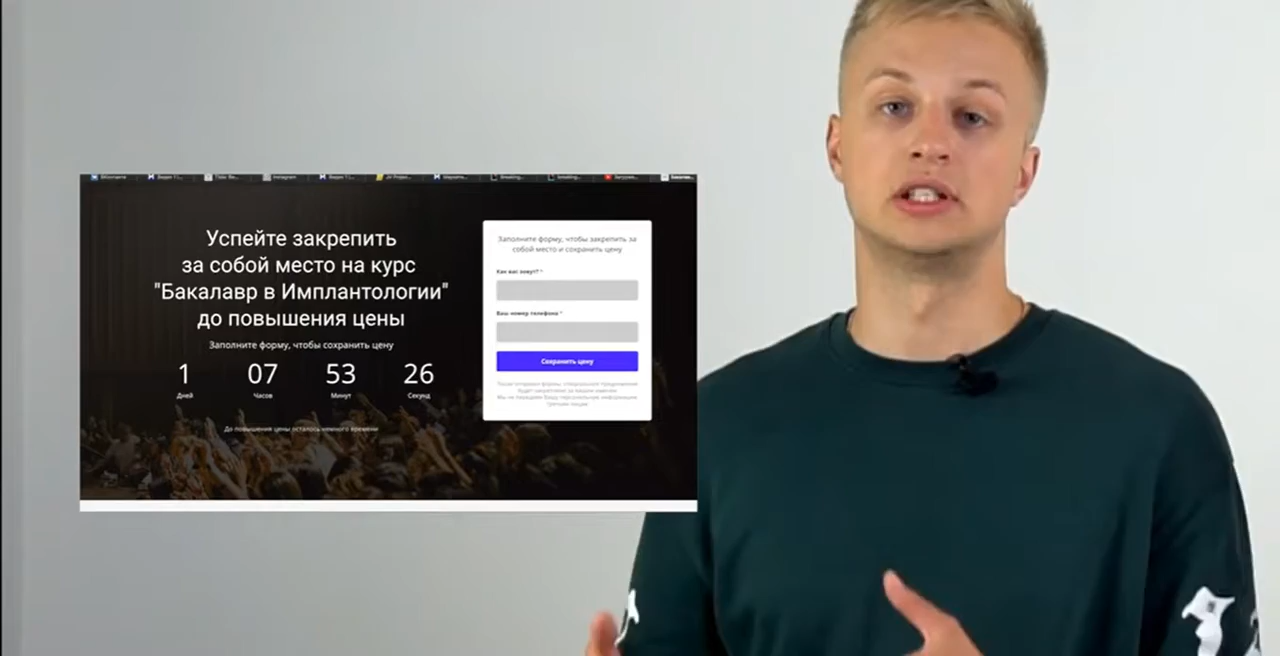 ВКонтакте
Instagram
Успейте закрепить
за собой место на курс
"Бакалавр в Имплантологии"
до повышения цены
Заполните форму, чтобы сохранить цену
1 07 53 26
Дней Часов Минут Секунд
До повышения цены осталось немного времени
Заполните форму, чтобы закрепить за
собой место и сохранить цену
Как вас зовут? *
Ваш номер телефона *
Сохранить цену